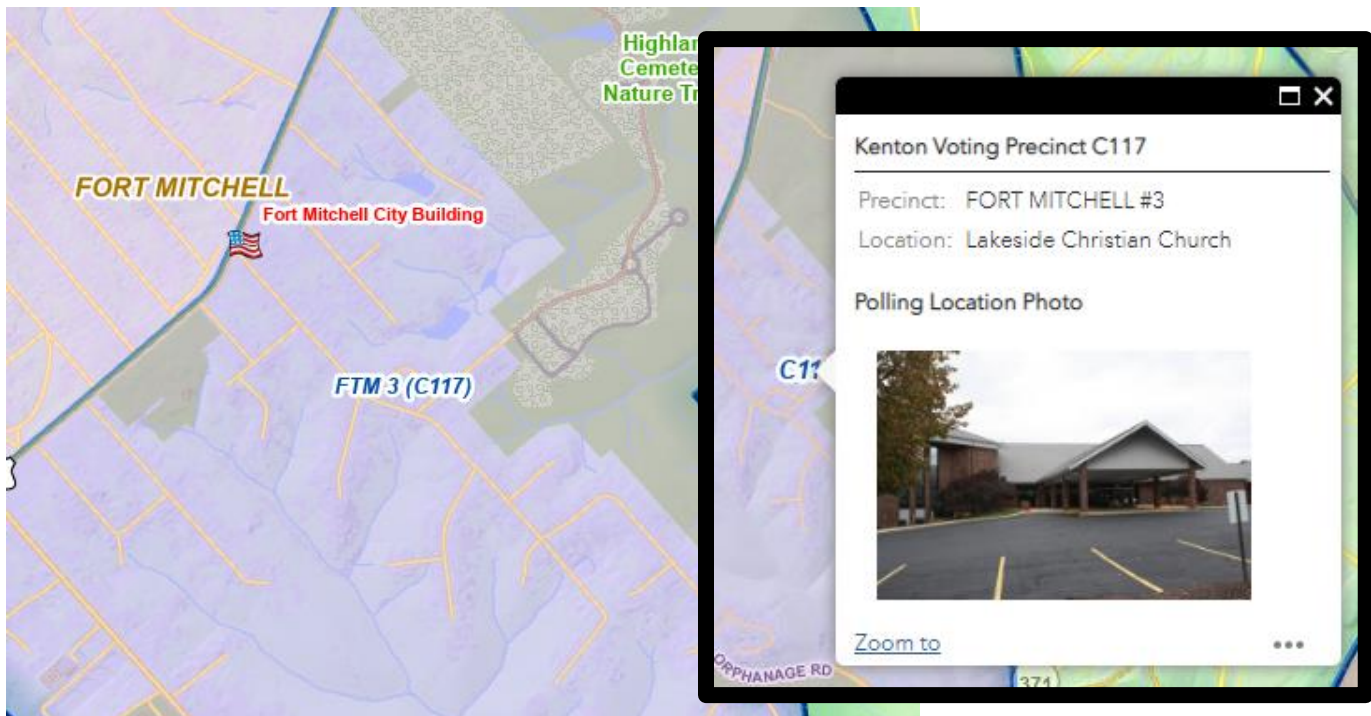 Highlan
Cemete
Nature Tr
FORT MITCHELL
Fort Mitchell City Building
FTM 3 (C117)
Kenton Voting Precinct C117
Precinct: FORT MITCHELL #3
Location: Lakeside Christian Church
Polling Location Photo
C11
Zoom to
ORPHANAGE RD
371